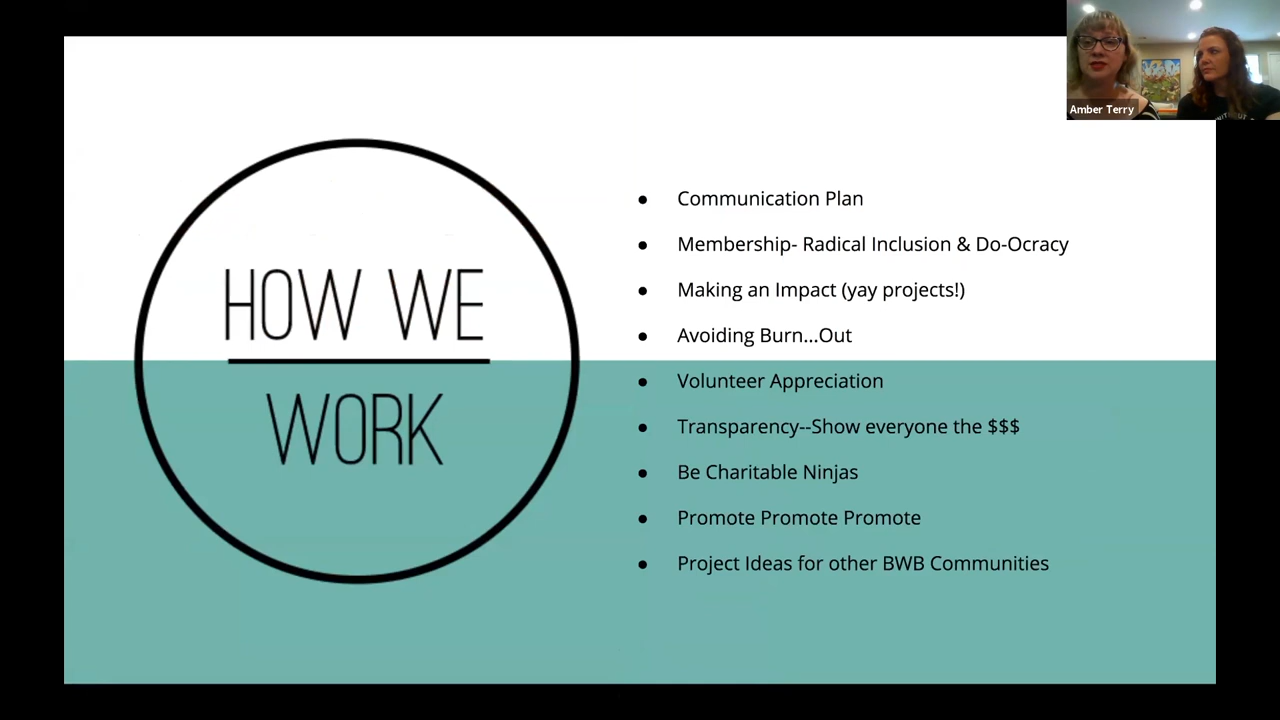 HOW WE
WORK
● Communication Plan
● Membership- Radical Inclusion & Do-Ocracy
● Making an Impact (yay projects!)
● Avoiding Burn...Out
● Volunteer Appreciation
● Transparency--Show everyone the $$$
● Be Charitable Ninjas
● Promote Promote Promote
● Project Ideas for other BWB Communities
Amber Terry